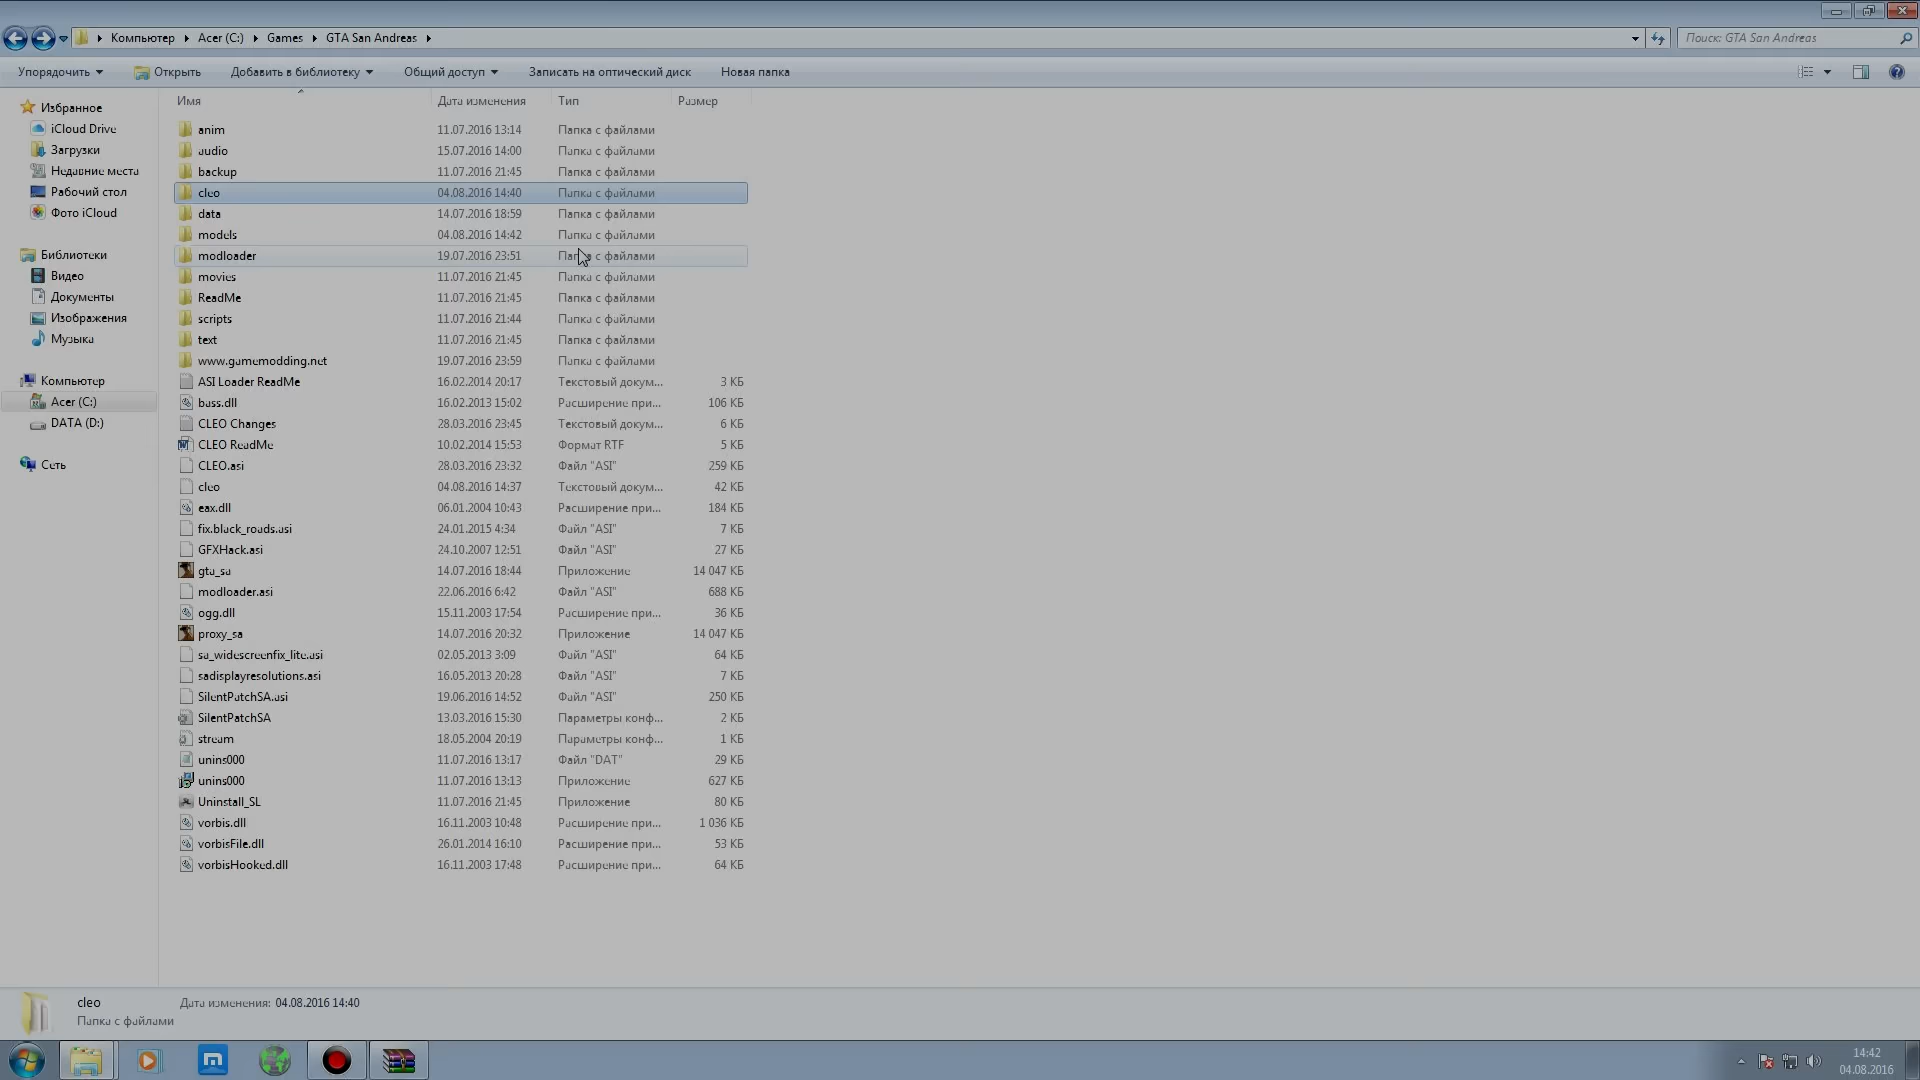 Компьютер Acer (C:) Games GTA San Andreas Поиск: GTA San Andreas
Упорядочить Открыть Добавить в библиотеку Общий доступ Записать на оптический диск Новая папка
Избранное
iCloud Drive
Загрузки
Недавние места
Рабочий стол
Фото iCloud
Библиотеки
Видео
Документы
Изображения
Музыка
Компьютер
Acer (C:)
DATA (D:)
Сеть
Имя Дата изменения Тип Размер
anim 11.07.2016 13:14 Папка с файлами
audio 15.07.2016 14:00 Папка с файлами
backup 11.07.2016 21:45 Папка с файлами
cleo 04.08.2016 14:40 Папка с файлами
data 14.07.2016 18:59 Папка с файлами
models 04.08.2016 14:42 Папка с файлами
modloader 19.07.2016 23:51 Папка с файлами
movies 11.07.2016 21:45 Папка с файлами
ReadMe 11.07.2016 21:45 Папка с файлами
scripts 11.07.2016 21:44 Папка с файлами
text 11.07.2016 21:45 Папка с файлами
www.gamemodding.net 19.07.2016 23:59 Папка с файлами
ASI Loader ReadMe 16.02.2014 20:17 Текстовый докум... 3 КБ
bass.dll 16.02.2013 15:02 Расширение при... 106 КБ
CLEO Changes 28.03.2016 23:45 Текстовый докум... 6 КБ
CLEO ReadMe 10.02.2014 15:53 Формат RTF 5 КБ
CLEO.asi 28.03.2016 23:32 Файл "ASI" 259 КБ
cleo 04.08.2016 14:37 Текстовый докум... 42 КБ
eax.dll 06.01.2004 10:43 Расширение при... 184 КБ
fix.black_roads.asi 24.01.2015 4:34 Файл "ASI" 7 КБ
GFXHack.asi 24.10.2007 12:51 Файл "ASI" 27 КБ
gta_sa 14.07.2016 18:44 Приложение 14 047 КБ
modloader.asi 22.06.2016 6:42 Файл "ASI" 688 КБ
ogg.dll 15.11.2003 17:54 Расширение при... 36 КБ
proxy_sa 14.07.2016 20:32 Приложение 14 047 КБ
sa_widescreenfix_lite.asi 02.05.2013 3:09 Файл "ASI" 64 КБ
sadisplayresolutions.asi 16.05.2013 20:28 Файл "ASI" 7 КБ
SilentPatchSA.asi 19.06.2016 14:52 Файл "ASI" 250 КБ
SilentPatchSA 13.03.2016 15:30 Параметры конф... 2 КБ
stream 18.05.2004 20:19 Параметры конф... 1 КБ
unins000 11.07.2016 13:17 Файл "DAT" 29 КБ
unins000 11.07.2016 13:13 Приложение 627 КБ
Uninstall_SL 11.07.2016 21:45 Приложение 80 КБ
vorbis.dll 16.11.2003 10:48 Расширение при... 1 036 КБ
vorbisFile.dll 26.01.2014 16:10 Расширение при... 53 КБ
vorbisHooked.dll 16.11.2003 17:48 Расширение при... 64 КБ
cleo Дата изменения: 04.08.2016 14:40
Папка с файлами
14:42
04.08.2016